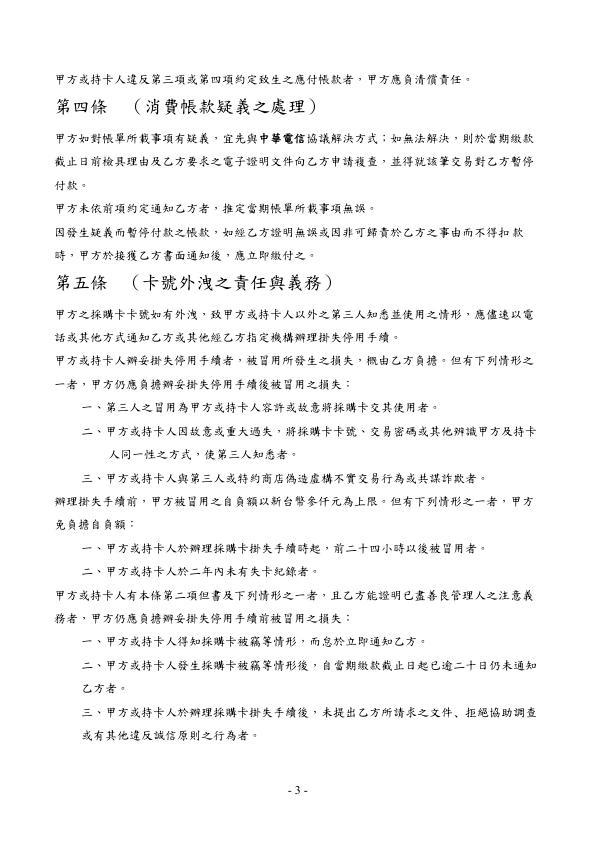 甲方或持卡人違反第三項或第四項約定致生之應付帳款者，甲方應負清償責任。
第四條　（消費帳款疑義之處理）
甲方如對帳單所載事項有疑義，宜先與中華電信協議解決方式；如無法解決，則於當期繳款
截止日前檢具理由及乙方要求之電子證明文件向乙方申請複查，並得就該筆交易對乙方暫停
付款。
甲方未依前項約定通知乙方者，推定當期帳單所載事項無誤。
因發生疑義而暫停付款之帳款，如經乙方證明無誤或因非可歸責於乙方之事由而不得扣款
時，甲方於接獲乙方書面通知後，應立即繳付之。
第五條　（卡號外洩之責任與義務）
甲方之採購卡卡號如有外洩，致甲方或持卡人以外之第三人知悉並使用之情形，應儘速以電
話或其他方式通知乙方或其他經乙方指定機構辦理掛失停用手續。
甲方或持卡人辦妥掛失停用手續者，被冒用所發生之損失，概由乙方負擔。但有下列情形之
一者，甲方仍應負擔辦妥掛失停用手續後被冒用之損失：
一、第三人之冒用為甲方或持卡人容許或故意將採購卡交其使用者。
二、甲方或持卡人因故意或重大過失，將採購卡卡號、交易密碼或其他辨識甲方及持卡
人同一性之方式，使第三人知悉者。
三、甲方或持卡人與第三人或特約商店偽造虛構不實交易行為或共謀詐欺者。
辦理掛失手續前，甲方被冒用之自負額以新台幣參仟元為上限。但有下列情形之一者，甲方
免負擔自負額：
一、甲方或持卡人於辦理採購卡掛失手續時起，前二十四小時以後被冒用者。
二、甲方或持卡人於二年內未有失卡紀錄者。
甲方或持卡人有本條第二項但書及下列情形之一者，且乙方能證明已盡善良管理人之注意義
務者，甲方仍應負擔辦妥掛失停用手續前被冒用之損失：
一、甲方或持卡人得知採購卡被竊等情形，而怠於立即通知乙方。
二、甲方或持卡人發生採購卡被竊等情形後，自當期繳款截止日起已逾二十日仍未通知
乙方者。
三、甲方或持卡人於辦理採購卡掛失手續後，未提出乙方所請求之文件、拒絕協助調查
或有其他違反誠信原則之行為者。
- 3 -